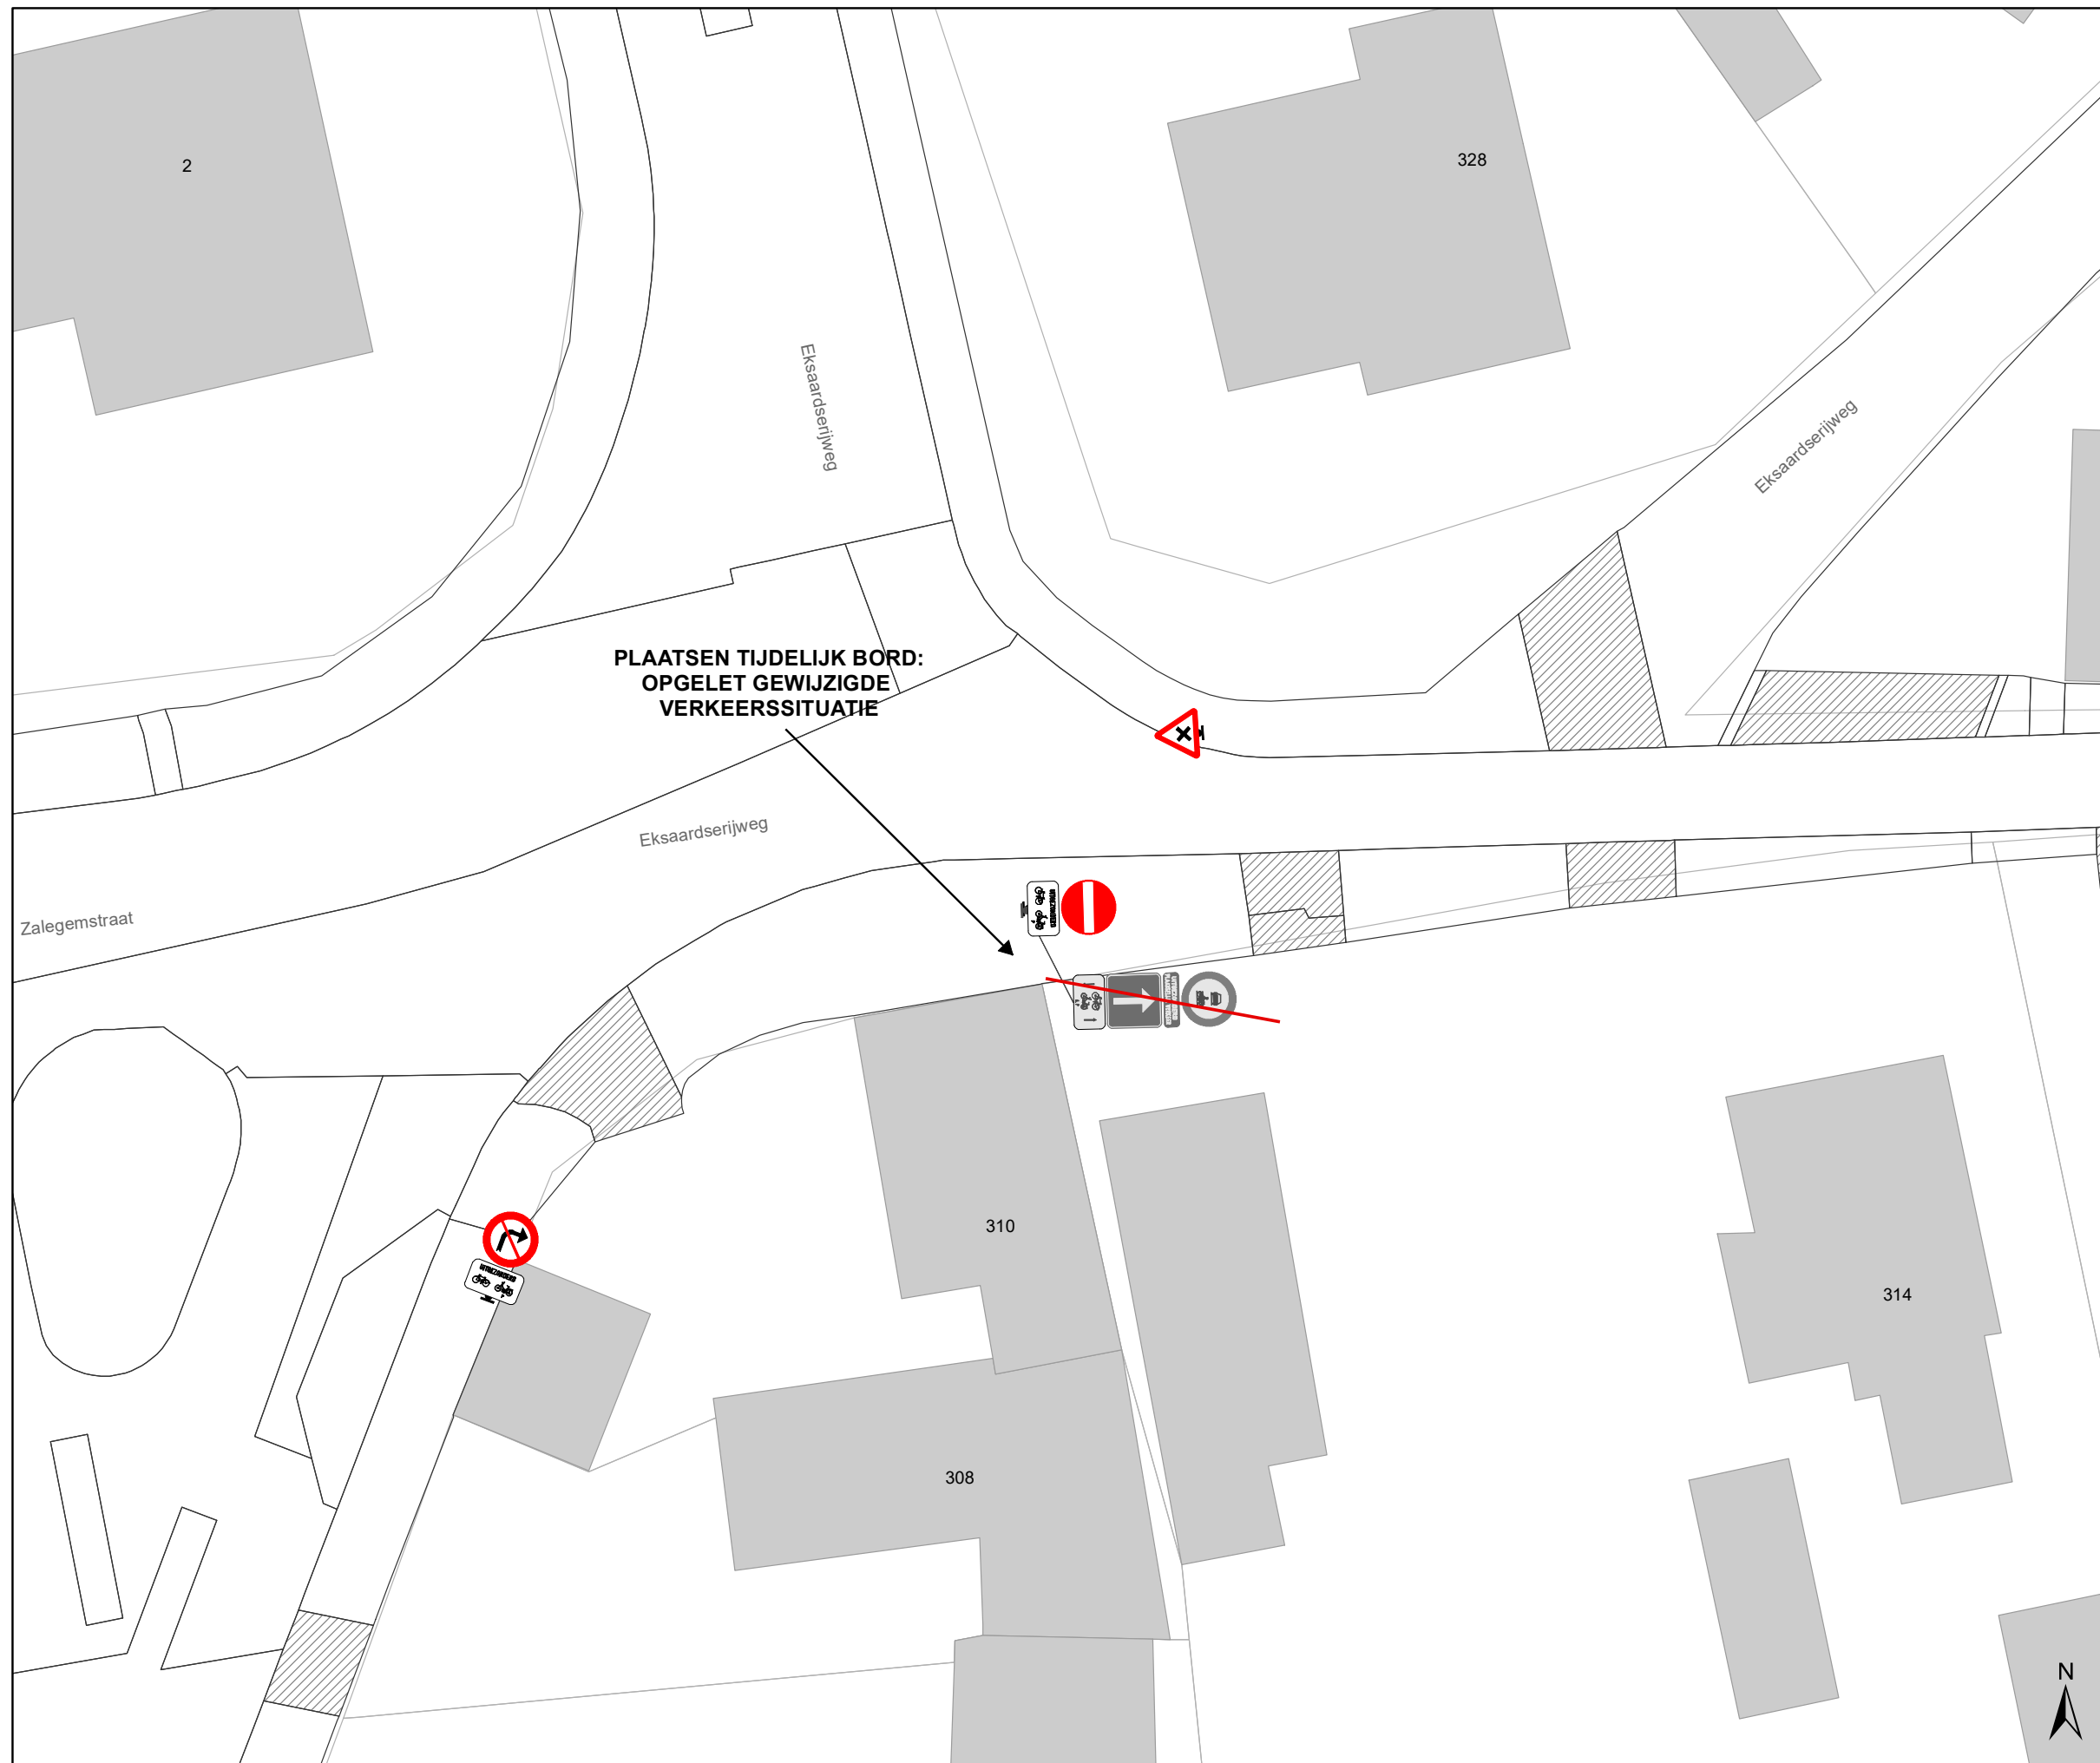 2
328
Eksaardserijweg
Eksaardserijweg
PLAATSEN TIJDELIJK BORD:
OPGELET GEWIJZIGDE
VERKEERSSITUATIE
Eksaardserijweg
Zalegemstraat
310
314
308
N